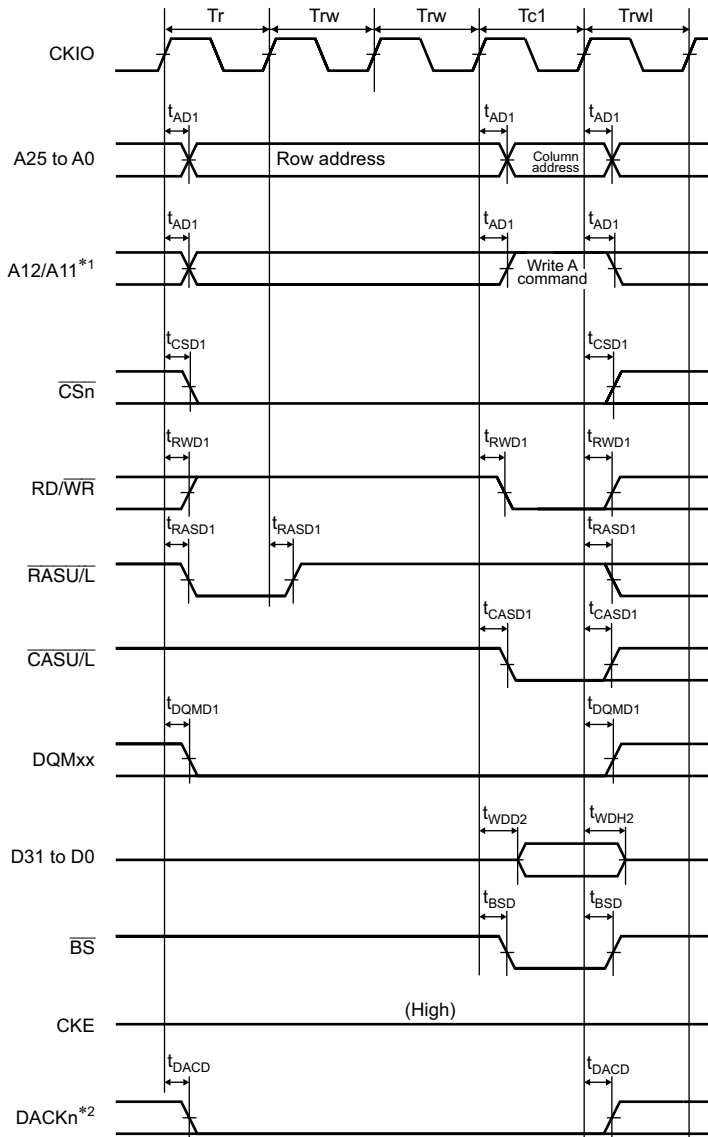 Tr Trw Trw Tc1 Trwl
CKIO
tAD1 tAD1 tAD1
A25 to A0 Row address Column address
tAD1 tAD1 tAD1
A12/A11*1 Write A command
tCSD1 tCSD1
CSn
tRWD1 tRWD1 tRWD1
RD/WR
tRASD1 tRASD1 tRASD1
RASU/L
tCASD1 tCASD1
CASU/L
tDQMD1 tDQMD1
DQMxx
tWDD2 tWDH2
D31 to D0
tBSD tBSD
BS
(High)
CKE
tDACD tDACD
DACKn*2